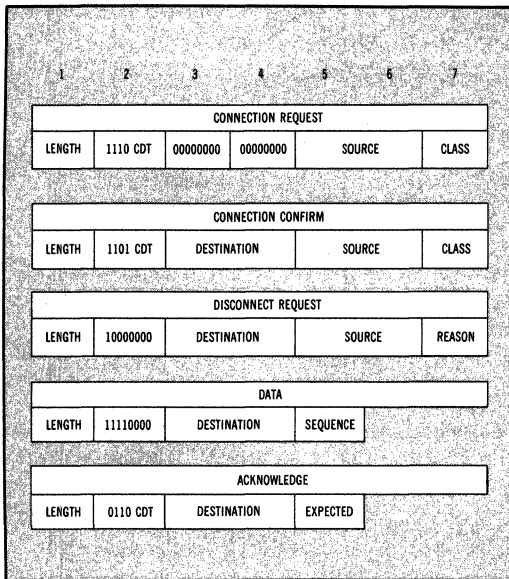 1 2 3 4 5 6 7
CONNECTION REQUEST
LENGTH 1110 CDT 00000000 00000000 SOURCE CLASS
CONNECTION CONFIRM
LENGTH 1101 CDT DESTINATION SOURCE CLASS
DISCONNECT REQUEST
LENGTH 10000000 DESTINATION SOURCE REASON
DATA
LENGTH 11110000 DESTINATION SEQUENCE
ACKNOWLEDGE
LENGTH 0110 CDT DESTINATION EXPECTED